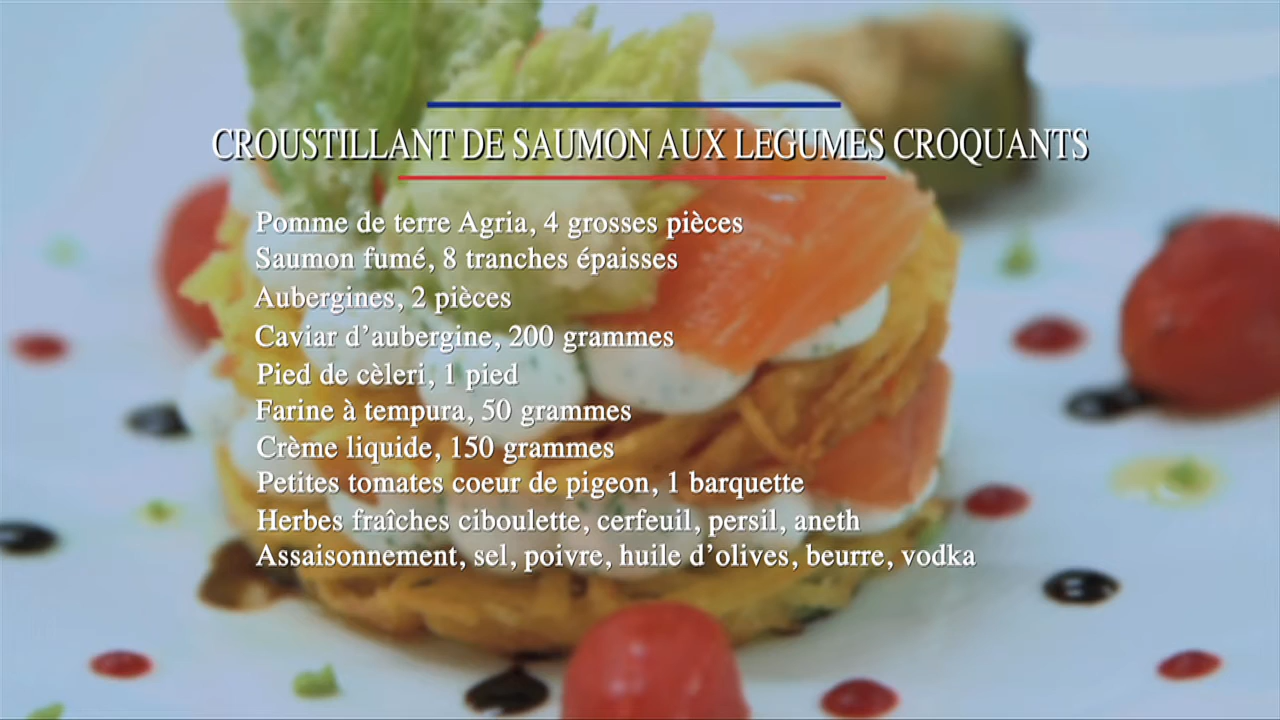 CROUSTILLANT DE SAUMON AUX LEGUMES CROQUANTS
Pomme de terre Agria, 4 grosses pièces
Saumon fumé, 8 tranches épaisses
Aubergines, 2 pièces
Caviar d'aubergine, 200 grammes
Pied de cèleri, 1 pied
Farine à tempura, 50 grammes
Crème liquide, 150 grammes
Petites tomates coeur de pigeon, 1 barquette
Herbes fraîches ciboulette, cerfeuil, persil, aneth
Assaisonnement, sel, poivre, huile d'olives, beurre, vodka